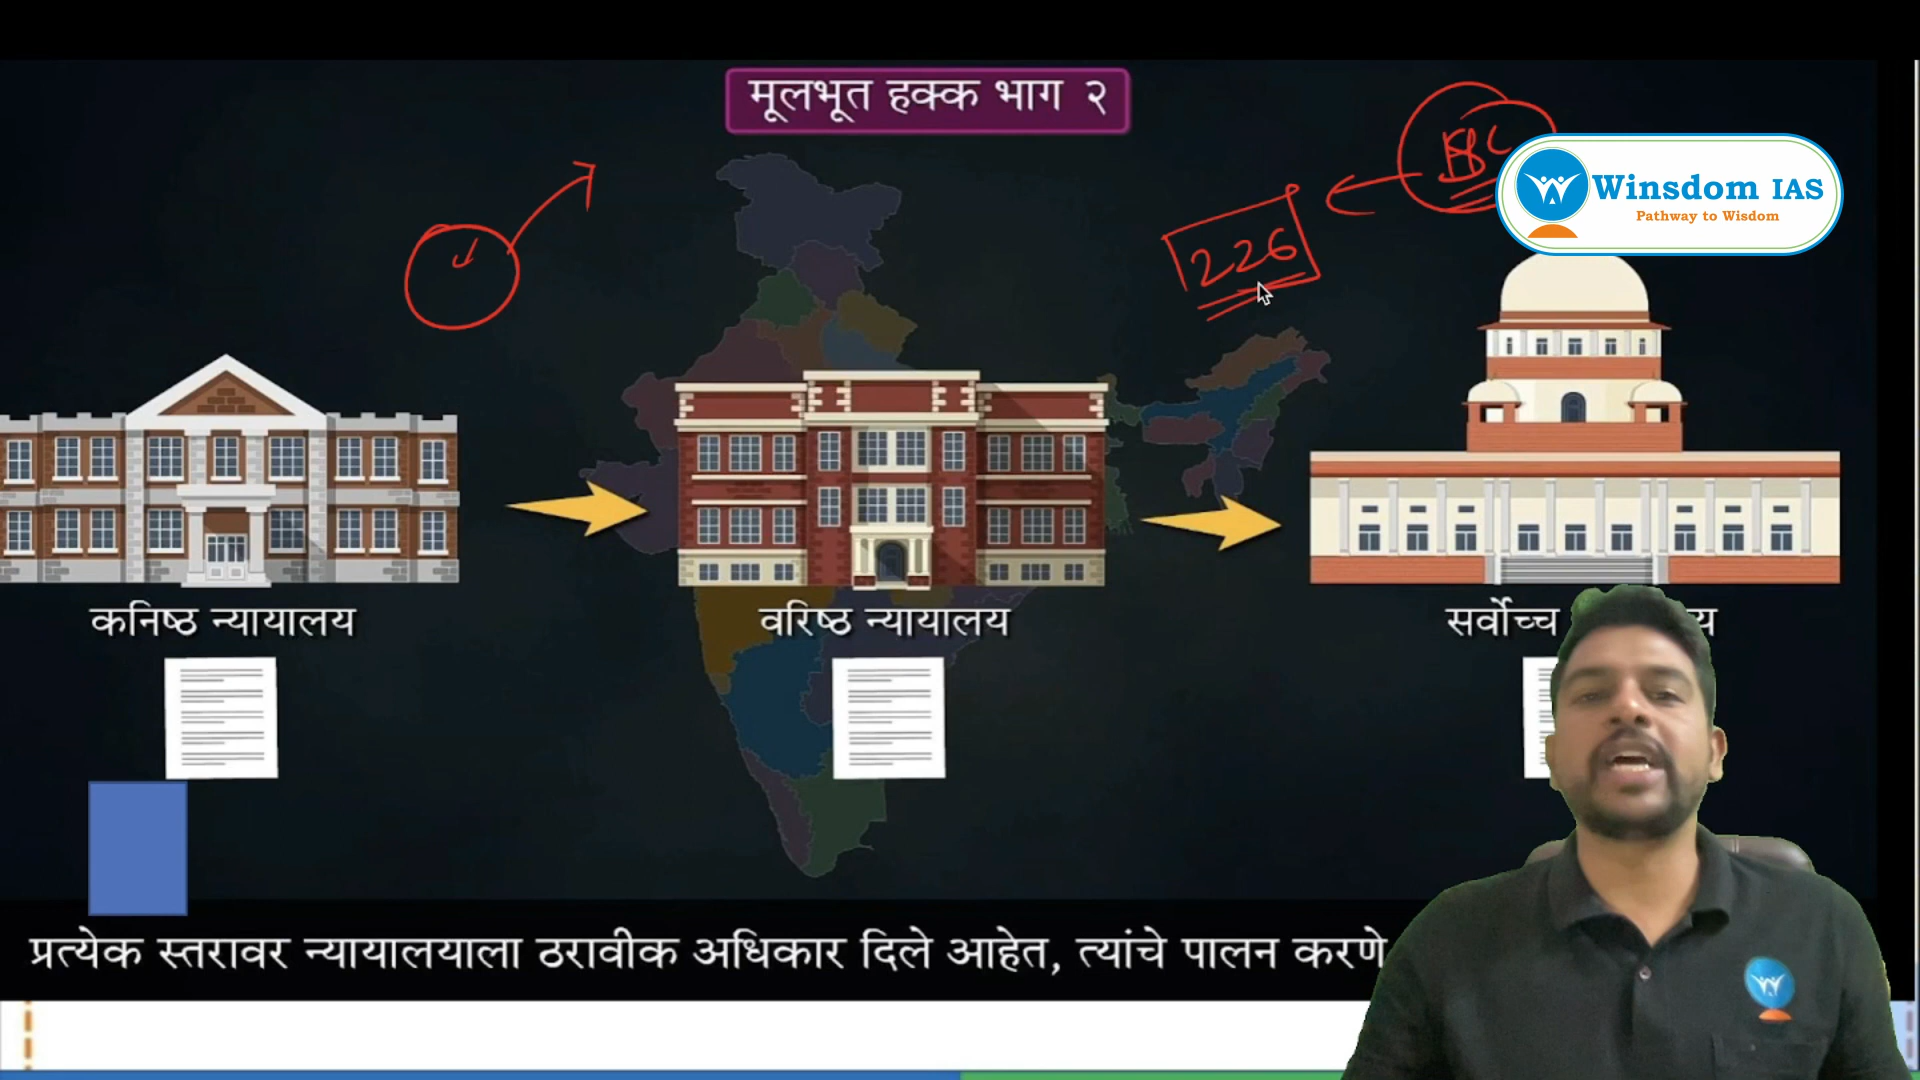 मूलभूत हक्क भाग २
226
Winsdom IAS
Pathway to Wisdom
कनिष्ठ न्यायालय
वरिष्ठ न्यायालय
सर्वोच्च
प्रत्येक स्तरावर न्यायालयाला ठरावीक अधिकार दिले आहेत, त्यांचे पालन करणे